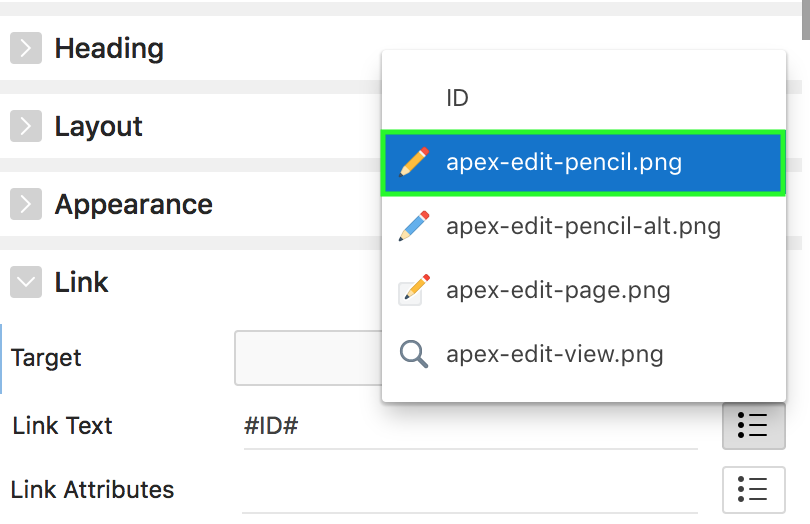 Heading
Layout
Appearance
Link
Target
Link Text
#ID#
Link Attributes
ID
apex-edit-pencil.png
apex-edit-pencil-alt.png
apex-edit-page.png
apex-edit-view.png